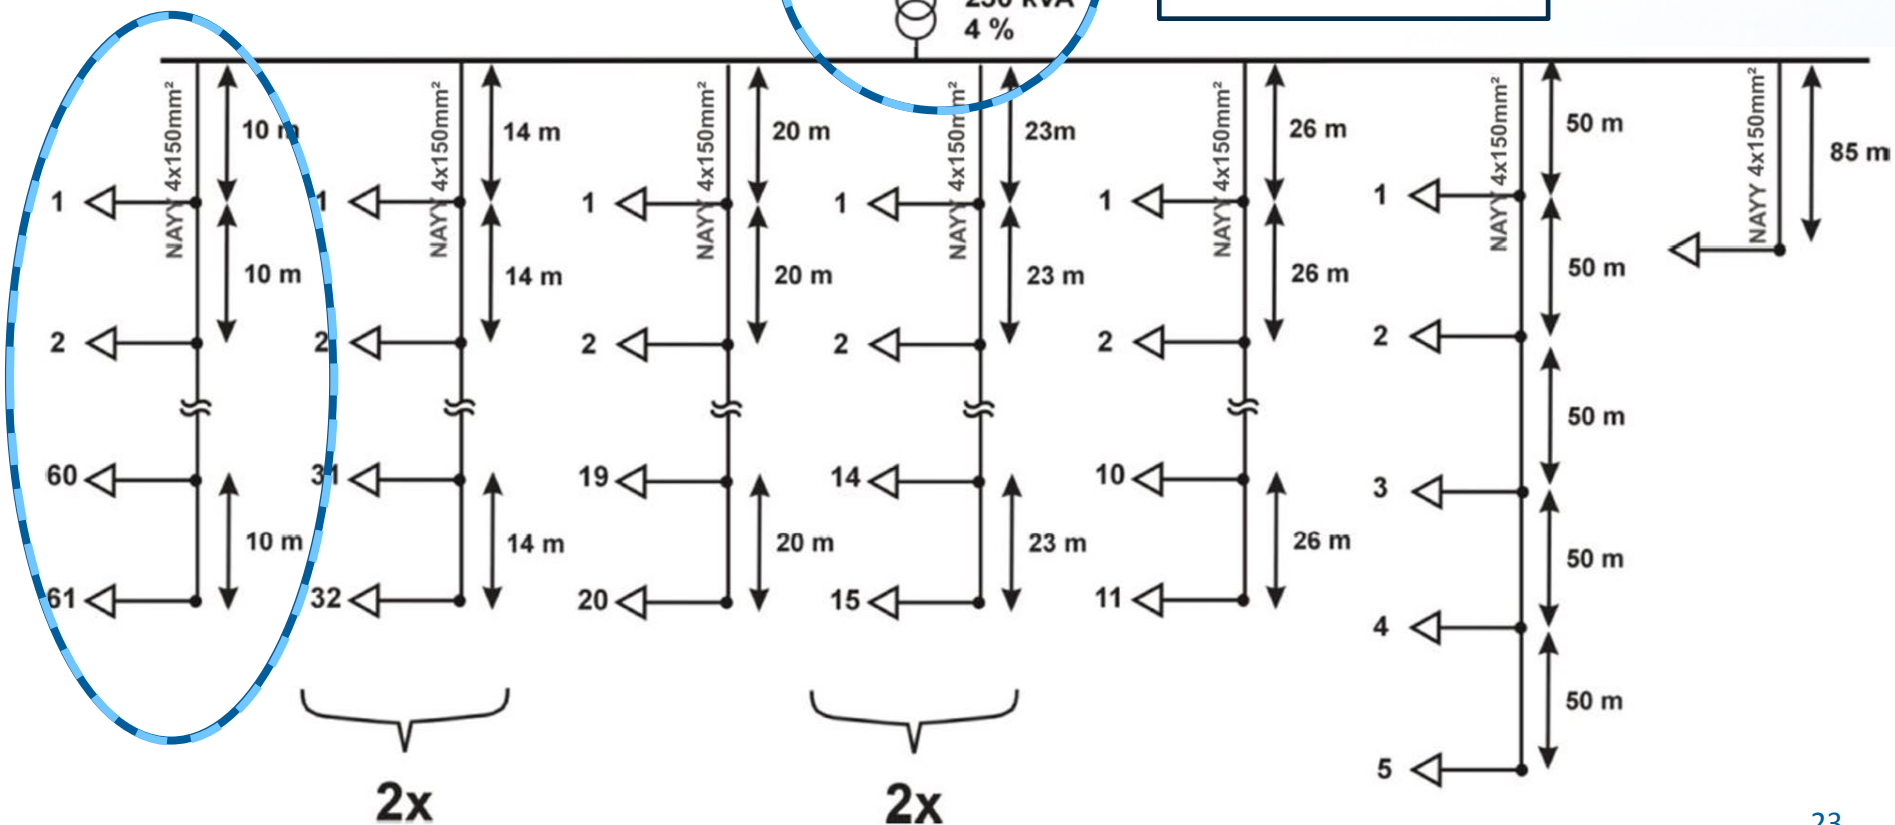 250 kVA
4 %
NAYY 4x150mm²
10 m
1
10 m
2
60
10 m
61
NAYY 4x150mm²
14 m
1
14 m
2
31
14 m
32
2x
NAYY 4x150mm²
20 m
1
20 m
2
19
20 m
20
NAYY 4x150mm²
23m
1
23 m
2
14
23 m
15
2x
NAYY 4x150mm²
26 m
1
26 m
2
10
26 m
11
NAYY 4x150mm²
50 m
1
50 m
2
50 m
3
50 m
4
50 m
5
NAYY 4x150mm²
85 m
23